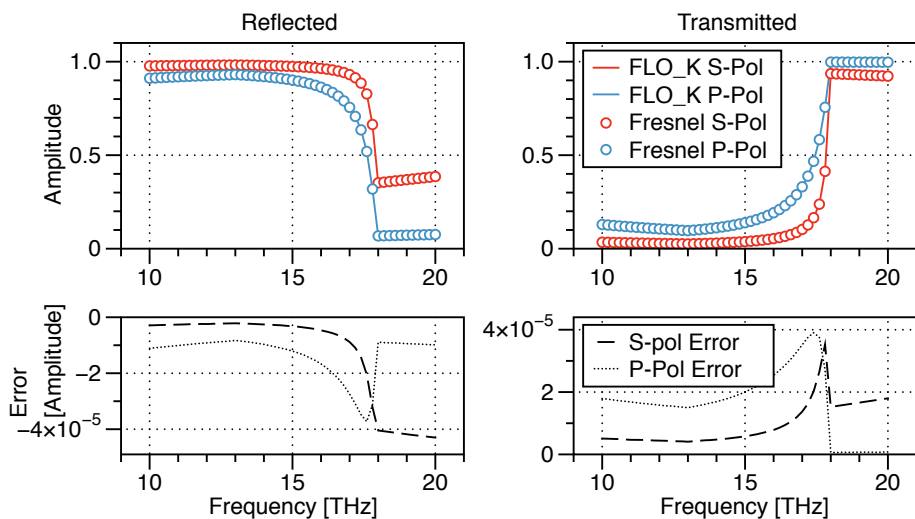 Reflected
Transmitted
Amplitude
1.0
0.5
0
10
15
20
1.0
0.5
0
10
15
20
FLO_K S-Pol
FLO_K P-Pol
Fresnel S-Pol
Fresnel P-Pol
Error
[Amplitude]
0
−2
−4×10⁻⁵
10
15
20
Frequency [THz]
4×10⁻⁵
2
0
10
15
20
Frequency [THz]
S-pol Error
P-Pol Error